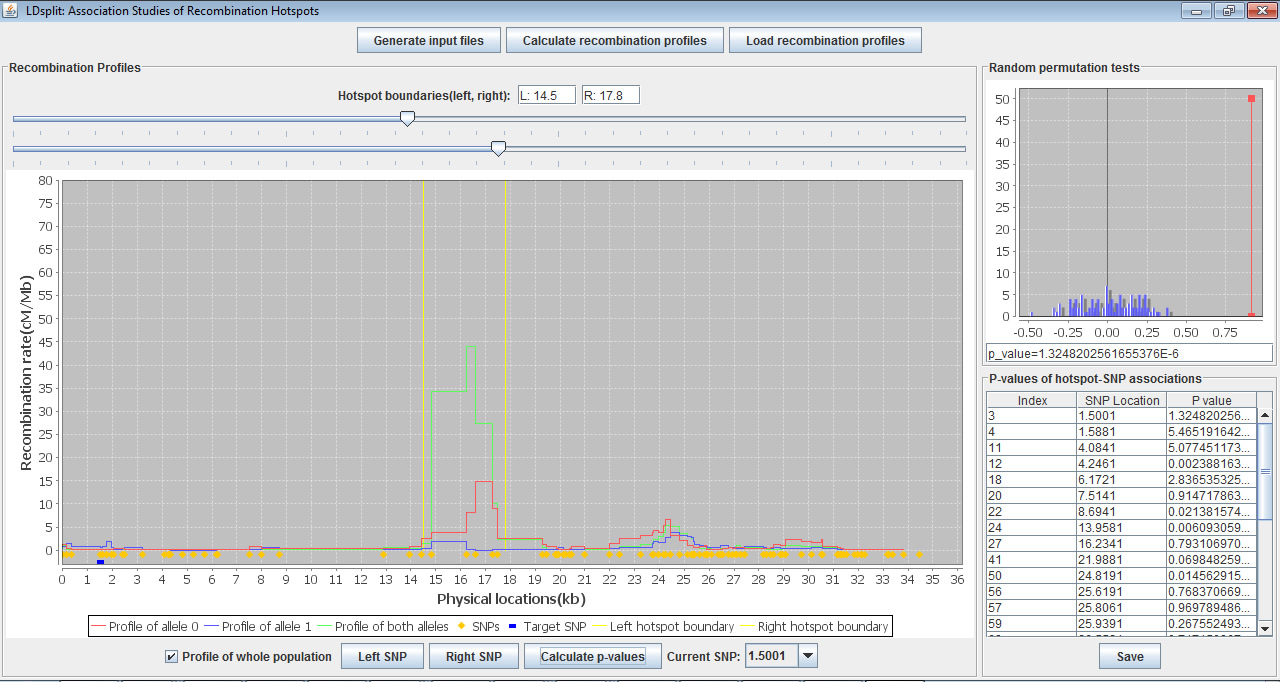 LDsplit: Association Studies of Recombination Hotspots
Generate input files Calculate recombination profiles Load recombination profiles
Recombination Profiles
Hotspot boundaries(left, right): L: 14.5 R: 17.8
80
75
70
65
60
55
50
45
40
35
30
25
20
15
10
5
0
Recombination rate(cM/Mb)
0 1 2 3 4 5 6 7 8 9 10 11 12 13 14 15 16 17 18 19 20 21 22 23 24 25 26 27 28 29 30 31 32 33 34 35 36
Physical locations(kb)
Profile of allele 0 Profile of allele 1 Profile of both alleles SNPs Target SNP Left hotspot boundary Right hotspot boundary
Profile of whole population Left SNP Right SNP Calculate p-values Current SNP: 1.5001
Random permutation tests
50
45
40
35
30
25
20
15
10
5
0
-0.50 -0.25 0.00 0.25 0.50 0.75
p_value=1.3248202561655376E-6
P-values of hotspot-SNP associations
Index SNP Location P value
3 1.5001 1.324820256...
4 1.5881 5.465191642...
11 4.0841 5.077451173...
12 4.2461 0.002388163...
18 6.1721 2.836535325...
20 7.5141 0.914717863...
22 8.6941 0.021381574...
24 13.8581 0.006093059...
27 16.2341 0.793106970...
41 21.9881 0.069848259...
50 24.8191 0.014562915...
56 25.6191 0.768370669...
57 25.8061 0.969789486...
59 25.9391 0.267552493...
Save